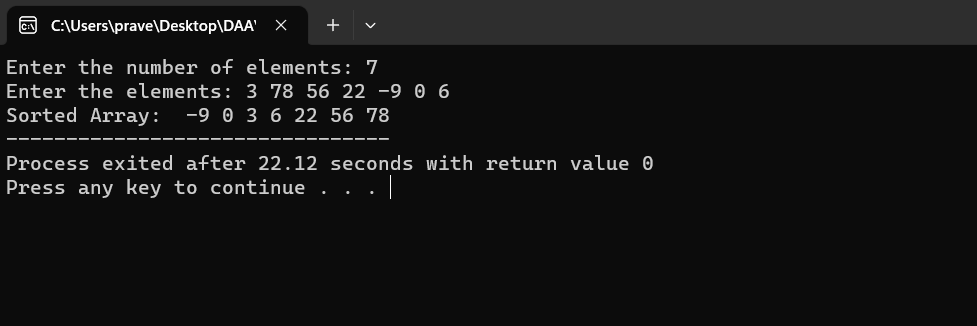 C:\Users\prave\Desktop\DAA\
Enter the number of elements: 7
Enter the elements: 3 78 56 22 -9 0 6
Sorted Array:  -9 0 3 6 22 56 78
--------------------------------
Process exited after 22.12 seconds with return value 0
Press any key to continue . . .